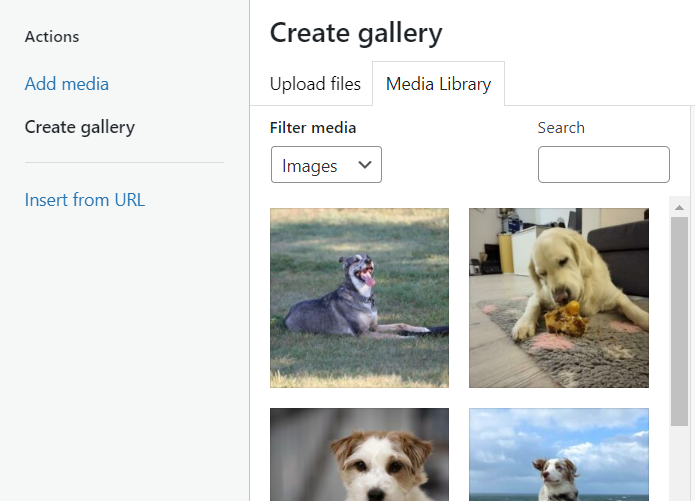 Actions
Add media
Create gallery
Insert from URL
Create gallery
Upload files
Media Library
Filter media
Search
Images